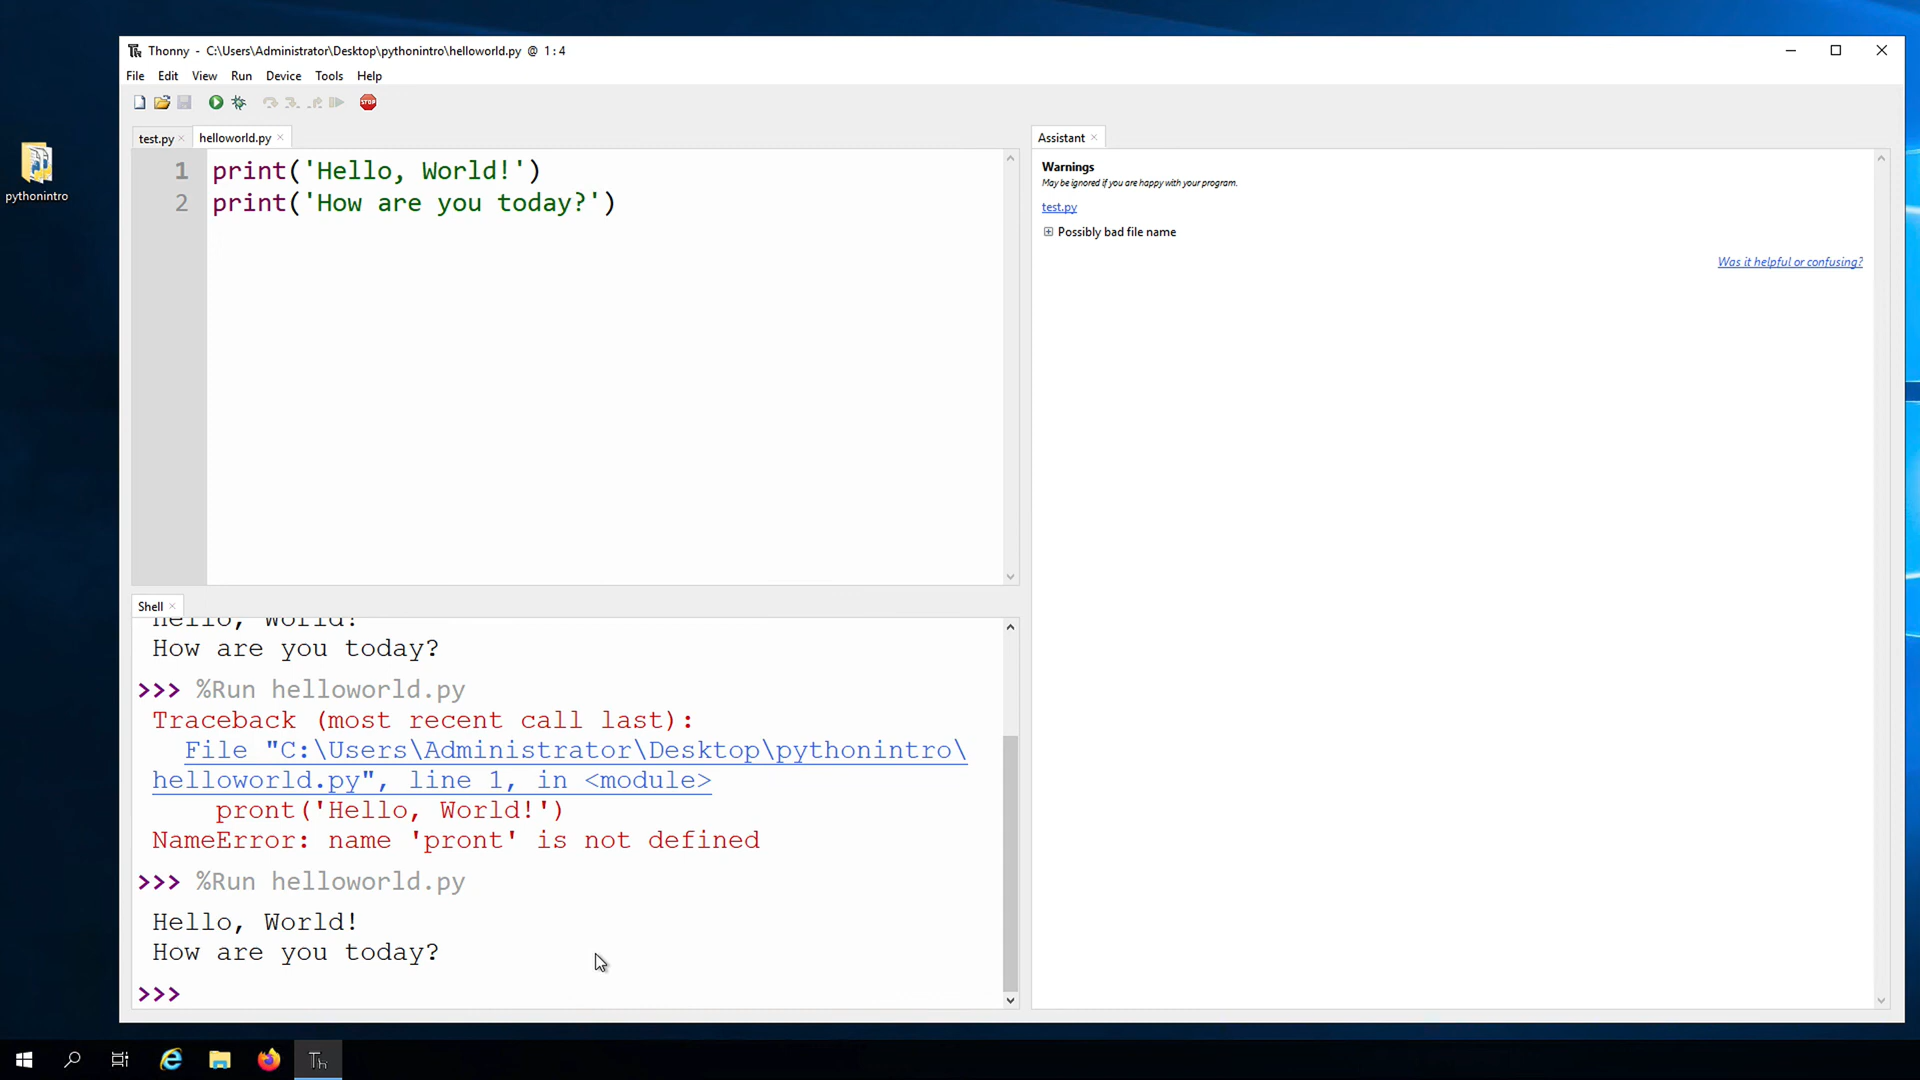 Thonny - C:\Users\Administrator\Desktop\pythonintro\helloworld.py @ 1:4
File Edit View Run Device Tools Help
STOP
test.py
helloworld.py
Assistant
1 print('Hello, World!')
2 print('How are you today?')
Warnings
May be ignored if you are happy with your program.
test.py
Possibly bad file name
Was it helpful or confusing?
pythonintro
Shell
Hello, World!
How are you today?
>>> %Run helloworld.py
Traceback (most recent call last):
File "C:\Users\Administrator\Desktop\pythonintro\
helloworld.py", line 1, in <module>
pront('Hello, World!')
NameError: name 'pront' is not defined
>>> %Run helloworld.py
Hello, World!
How are you today?
>>>
Th